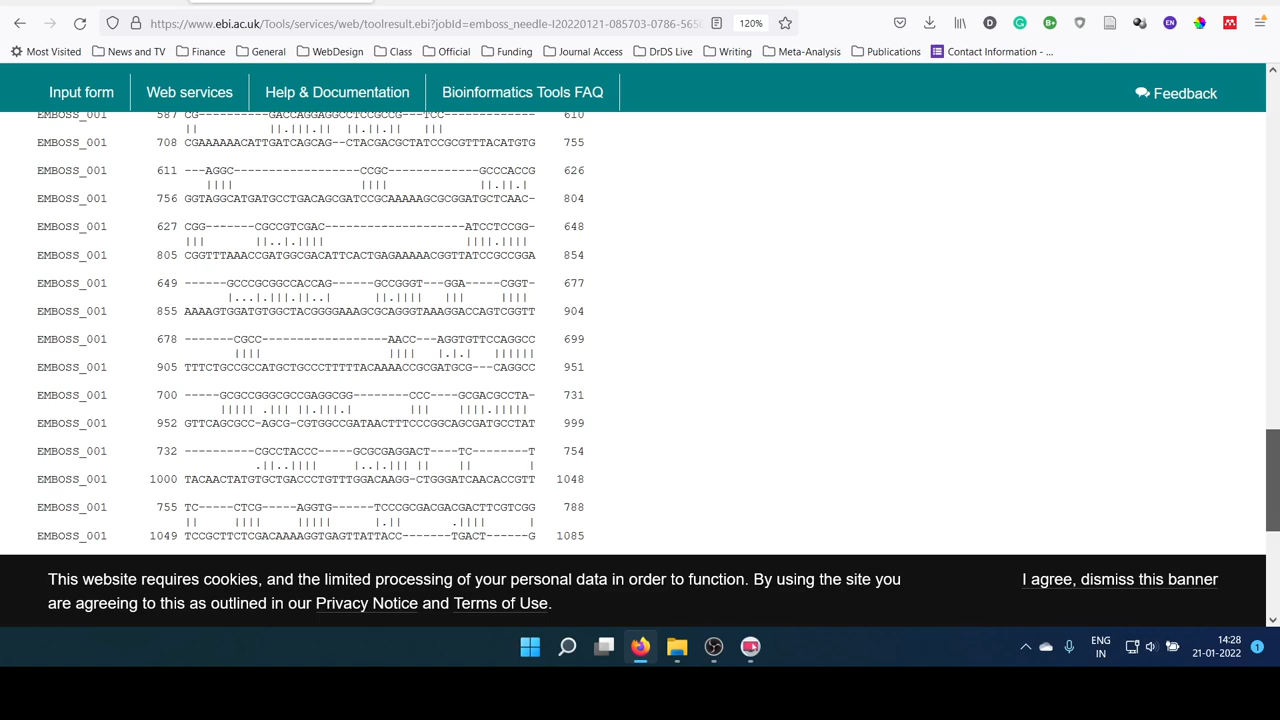 https://www.ebi.ac.uk/Tools/services/web/toolresult.ebi?jobId=emboss_needle-I20220121-085703-0786-565
120%
Most Visited News and TV Finance General WebDesign Class Official Funding Journal Access DrDS Live Writing Meta-Analysis Publications Contact Information - ...
Input form Web services Help & Documentation Bioinformatics Tools FAQ Feedback
EMBOSS_001 587 CG----------GACCAGGAGGCCTCCGCCG---TCC------------- 610
|| ||.|||.|| ||.||.|| |||
EMBOSS_001 708 CGAAAAAACATTGATCAGCAG--CTACGACGCTATCCGCGTTTACATGTG 755
EMBOSS_001 611 ---AGGC------------------CCGC-------------GCCCACCG 626
|||| |||| ||.||.|
EMBOSS_001 756 GGTAGGCATGATGCCTGACAGCGATCCGCAAAAAGCGCGGATGCTCAAC- 804
EMBOSS_001 627 CGG-------CGCCGTCGAC--------------------ATCCTCCGG- 648
||| ||..|.|||| ||||.||||
EMBOSS_001 805 CGGTTTAAACCGATGGCGACATTCACTGAGAAAAACGGTTATCCGCCGGA 854
EMBOSS_001 649 ------GCCCGCGGCCACCAG------GCCGGGT---GGA-----CGGT- 677
|...|.|||.||..| ||.|||| ||| ||||
EMBOSS_001 855 AAAAGTGGATGTGGCTACGGGGAAAGCGCAGGGTAAAGGACCAGTCGGTT 904
EMBOSS_001 678 -------CGCC------------------AACC---AGGTGTTCCAGGCC 699
|||| |||| |.|.| ||||||
EMBOSS_001 905 TTTCTGCCGCCATGCTGCCCTTTTTACAAAACCGCGATGCG---CAGGCC 951
EMBOSS_001 700 -----GCGCCGGGCGCCGAGGCGG--------CCC----GCGACGCCTA- 731
||||| .||| ||.|||.| ||| ||||.|||||
EMBOSS_001 952 GTTCAGCGCC-AGCG-CGTGGCCGATAACTTTCCCGGCAGCGATGCCTAT 999
EMBOSS_001 732 ----------CGCCTACCC-----GCGCGAGGACT----TC--------T 754
.||..|||| |..|.||| || || |
EMBOSS_001 1000 TACAACTATGTGCTGACCCTGTTTGGACAAGG-CTGGGATCAACACCGTT 1048
EMBOSS_001 755 TC-----CTCG-----AGGTG------TCCCGCGACGACGACTTCGTCGG 788
|| |||| ||||| |.|| .|||| |
EMBOSS_001 1049 TCCGCTTCTCGACAAAAGGTGAGTTATTACC-------TGACT------G 1085
This website requires cookies, and the limited processing of your personal data in order to function. By using the site you
are agreeing to this as outlined in our Privacy Notice and Terms of Use.
I agree, dismiss this banner
ENG
IN
14:28
21-01-2022